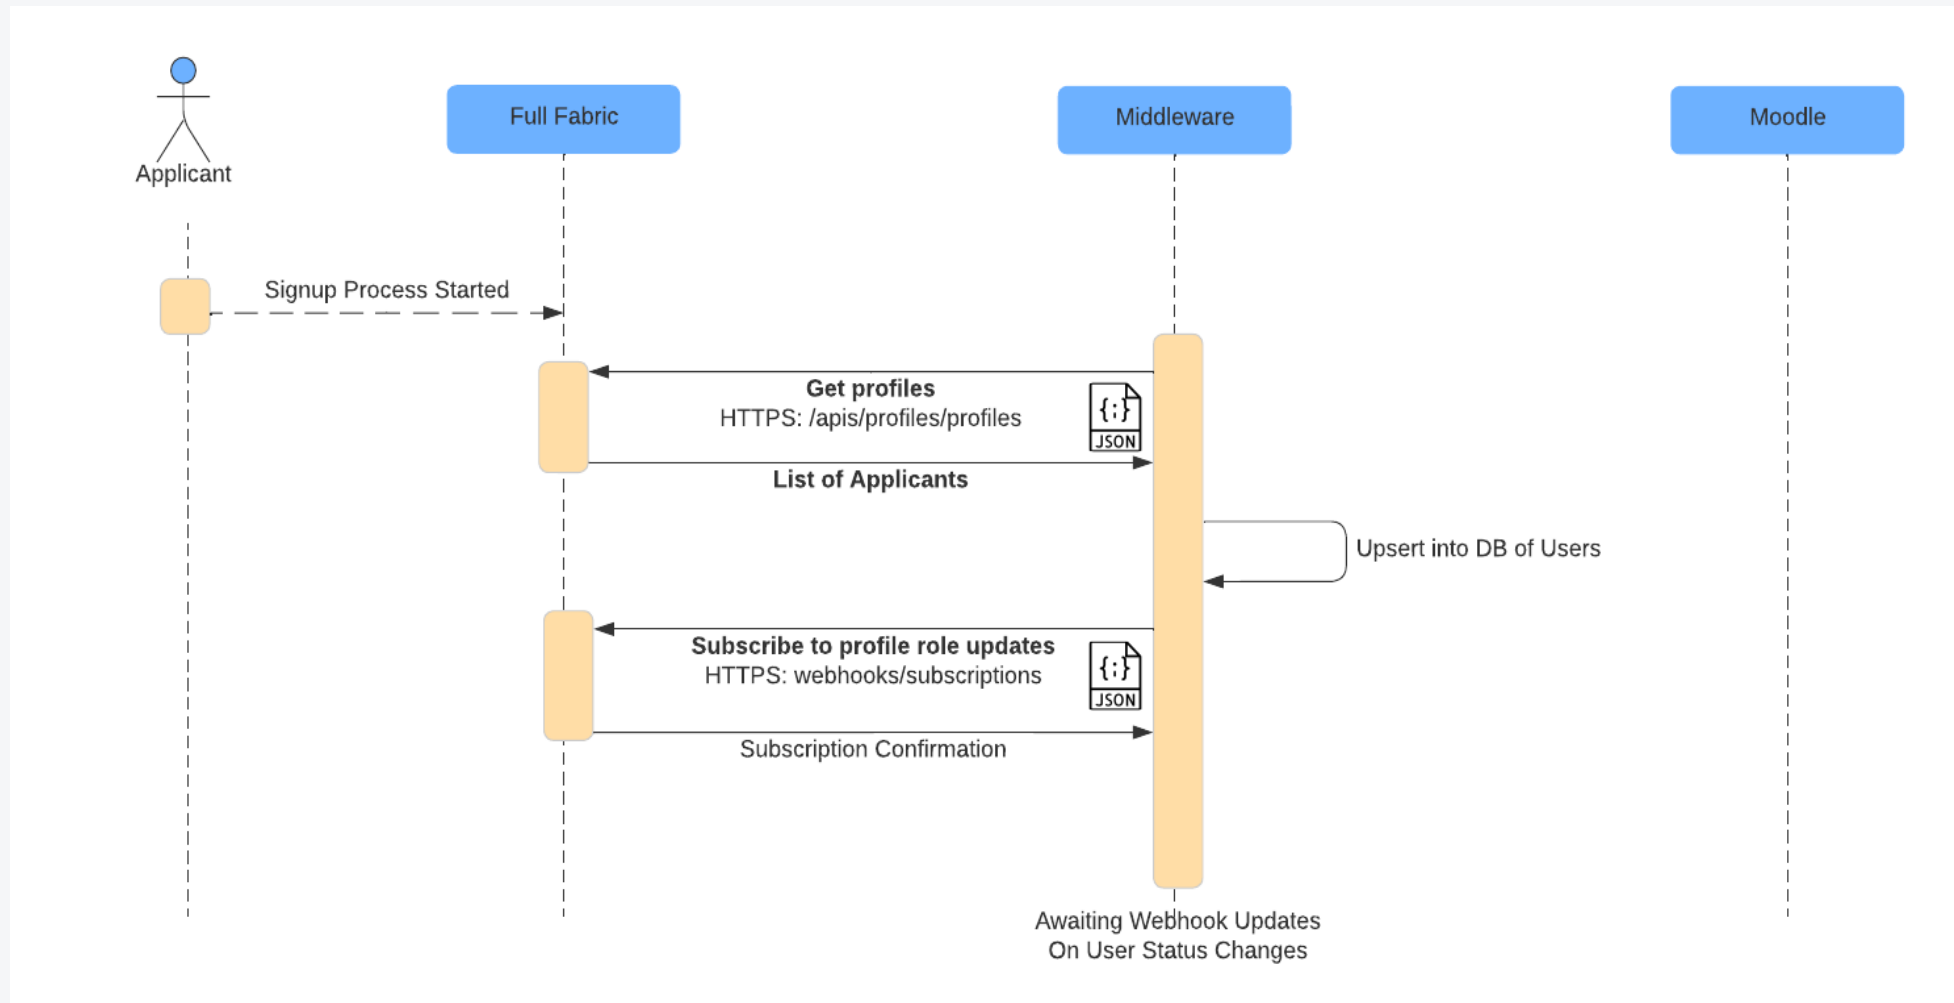 Applicant
Full Fabric
Middleware
Moodle
Signup Process Started
Get profiles
HTTPS: /apis/profiles/profiles
{;}
JSON
List of Applicants
Upsert into DB of Users
Subscribe to profile role updates
HTTPS: webhooks/subscriptions
{;}
JSON
Subscription Confirmation
Awaiting Webhook Updates
On User Status Changes